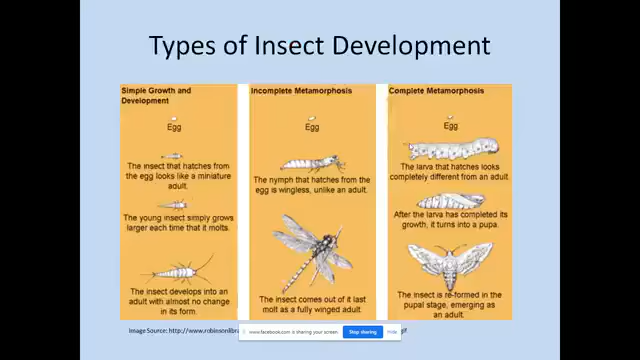 Types of Insect Development
Simple Growth and
Development
Egg
The insect that hatches from
the egg looks like a miniature
adult.
The young insect simply grows
larger each time that it molts.
The insect develops into an
adult with almost no change
in its form.
Incomplete Metamorphosis
Egg
The nymph that hatches from the
egg is wingless, unlike an adult.
The insect comes out of it last
molt as a fully winged adult
Complete Metamorphosis
Egg
The larva that hatches looks
completely different from an adult
After the larva has completed its
growth, it turns into a pupa.
The insect is re-formed in the
pupal stage, emerging as
an adult.
Image Source: http://www.robinsonlibra
www.facebook.com is sharing your screen.
Stop sharing
Hide